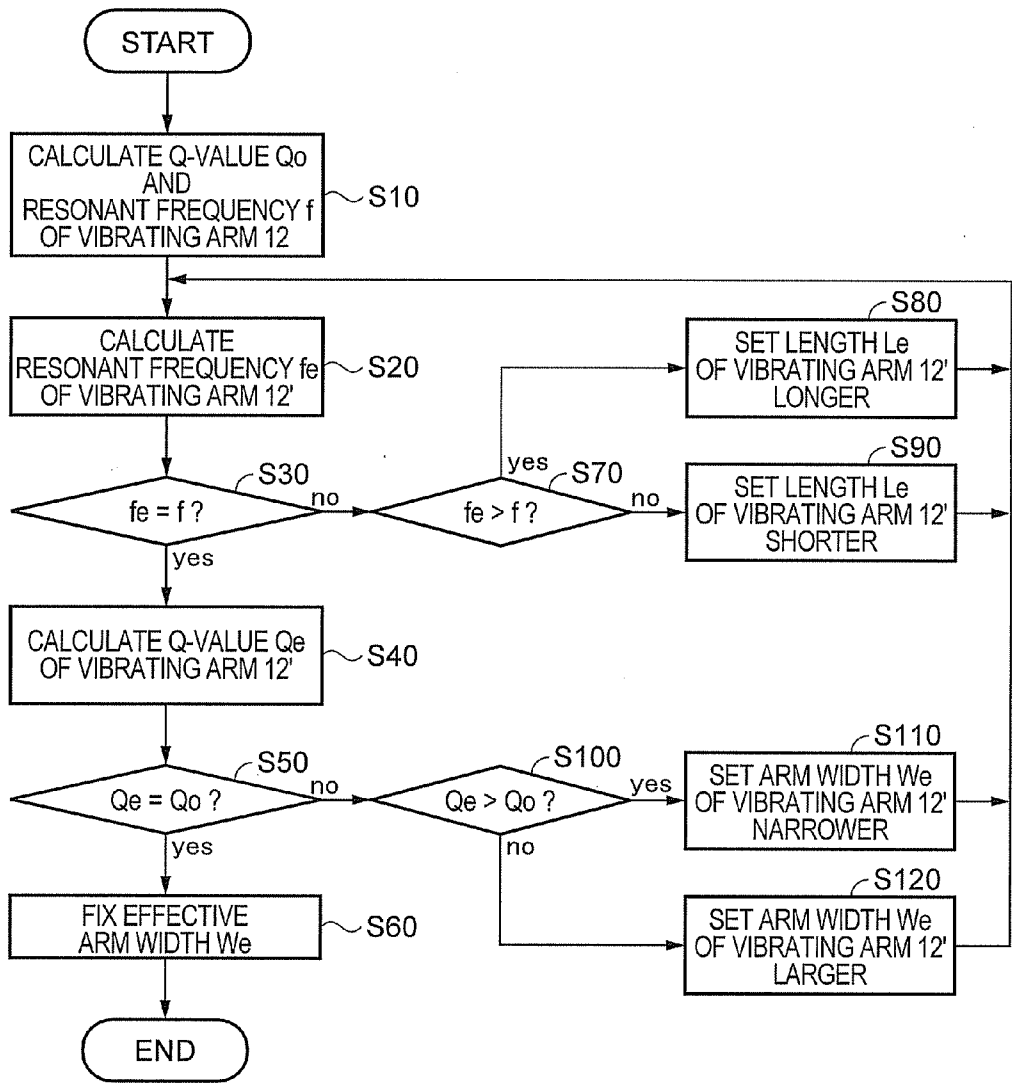 START
CALCULATE Q-VALUE Qo
AND
RESONANT FREQUENCY f
OF VIBRATING ARM 12
S10
CALCULATE
RESONANT FREQUENCY fe
OF VIBRATING ARM 12'
S20
S80
SET LENGTH Le
OF VIBRATING ARM 12'
LONGER
S30
fe = f ?
no
yes
yes
S70
fe > f ?
no
S90
SET LENGTH Le
OF VIBRATING ARM 12'
SHORTER
CALCULATE Q-VALUE Qe
OF VIBRATING ARM 12'
S40
S50
Qe = Qo ?
no
yes
S100
Qe > Qo ?
yes
no
S110
SET ARM WIDTH We
OF VIBRATING ARM 12'
NARROWER
FIX EFFECTIVE
ARM WIDTH We
S60
S120
SET ARM WIDTH We
OF VIBRATING ARM 12'
LARGER
END